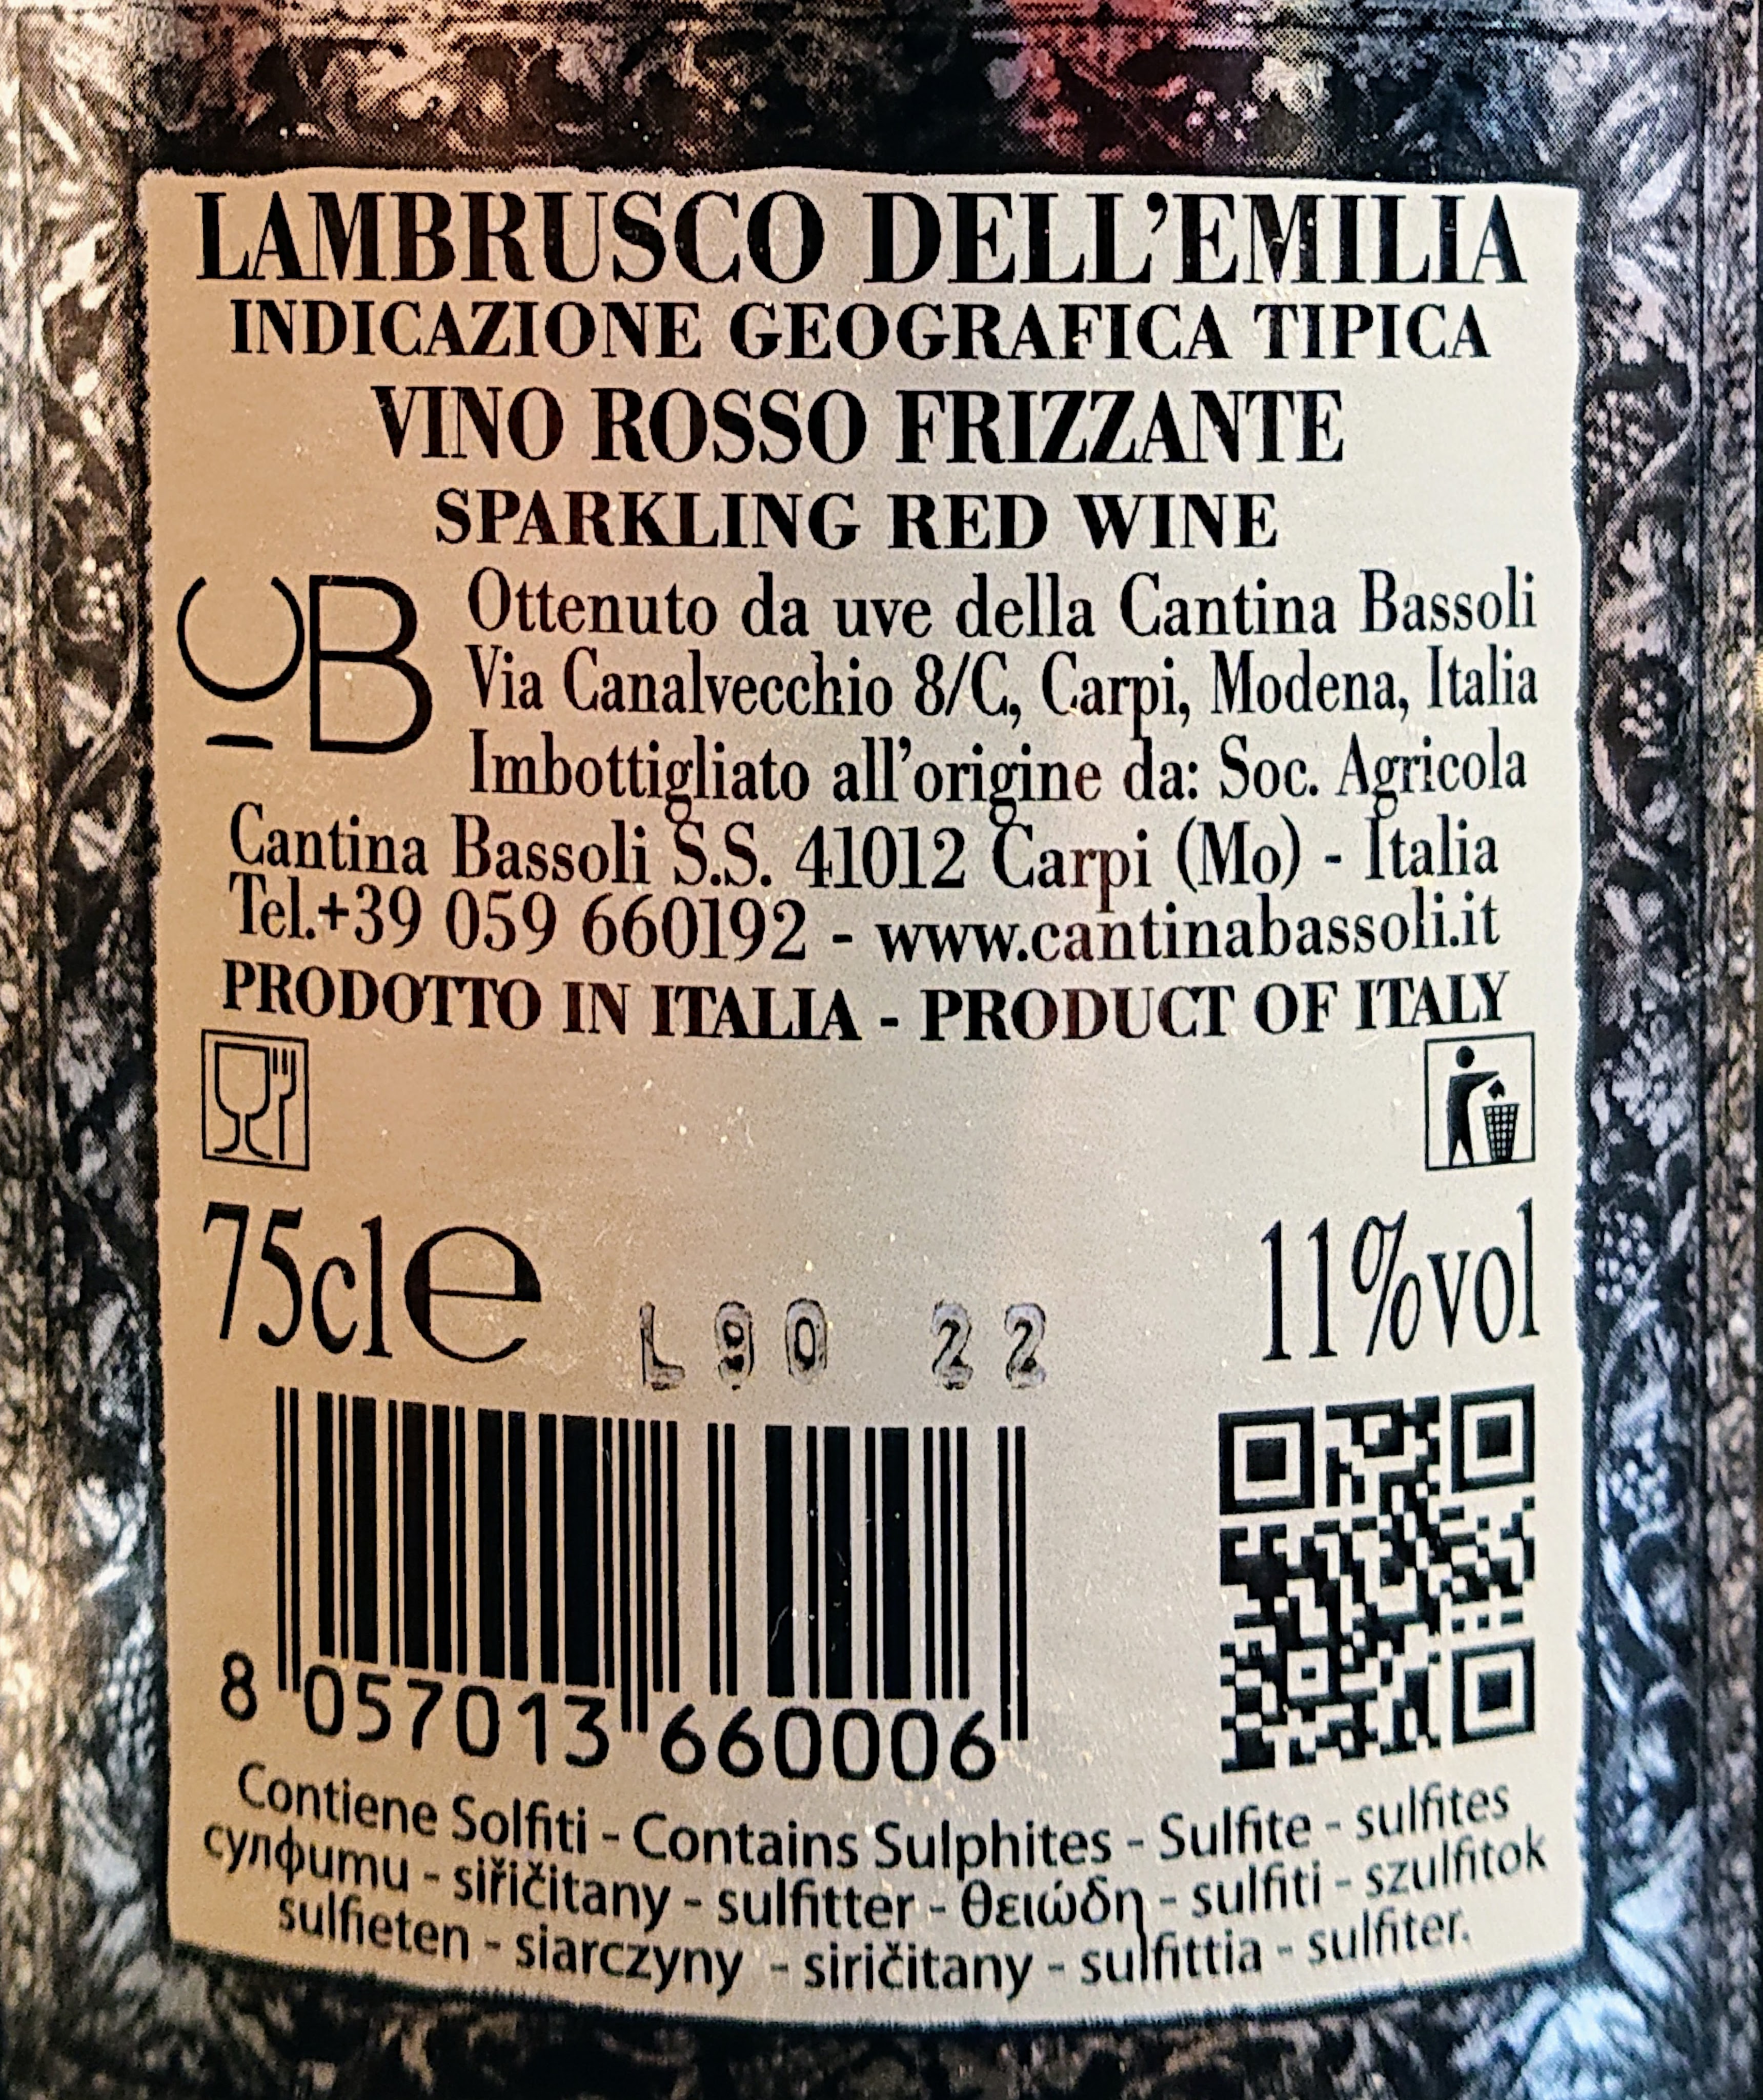 LAMBRUSCO DELL'EMILIA
INDICAZIONE GEOGRAFICA TIPICA
VINO ROSSO FRIZZANTE
SPARKLING RED WINE
CB
Ottenuto da uve della Cantina Bassoli
Via Canalvecchio 8/C, Carpi, Modena, Italia
Imbottigliato all'origine da: Soc. Agricola
Cantina Bassoli S.S. 41012 Carpi (Mo) - Italia
Tel.+39 059 660192 - www.cantinabassoli.it
PRODOTTO IN ITALIA - PRODUCT OF ITALY
75cl e
L 90 22
11%vol
8 057013 660006
Contiene Solfiti - Contains Sulphites - Sulfite - sulfites
сулфити - siřičitany - sulfitter - θειώδη - sulfiti - szulfitok
sulfieten - siarczyny - siričitany - sulfittia - sulfiter.